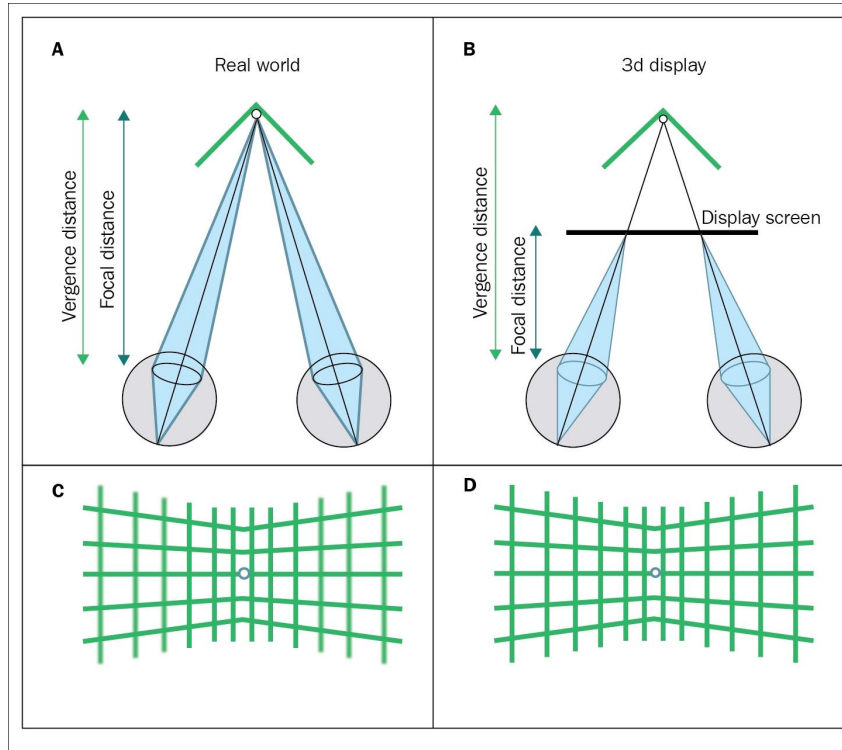 A
Real world
Vergence distance
Focal distance
B
3d display
Vergence distance
Focal distance
Display screen
C
D